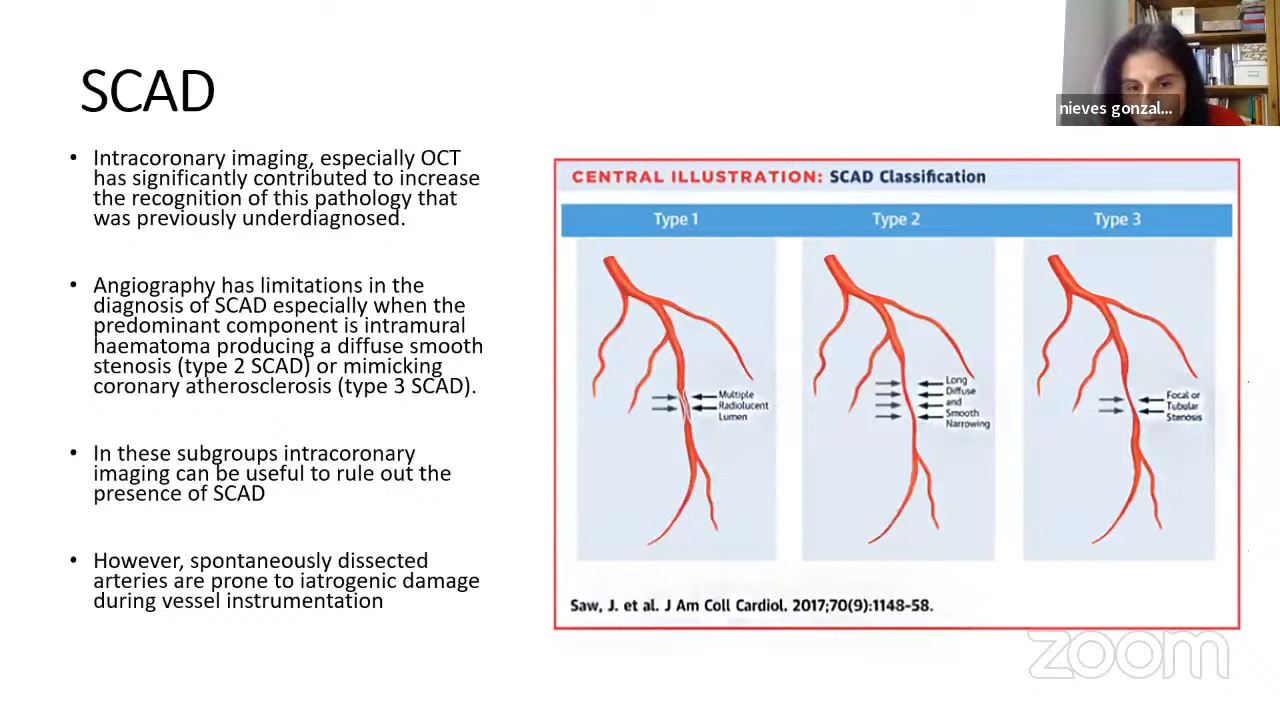 SCAD
nieves gonzal...
• Intracoronary imaging, especially OCT
has significantly contributed to increase
the recognition of this pathology that
was previously underdiagnosed.
• Angiography has limitations in the
diagnosis of SCAD especially when the
predominant component is intramural
haematoma producing a diffuse smooth
stenosis (type 2 SCAD) or mimicking
coronary atherosclerosis (type 3 SCAD).
• In these subgroups intracoronary
imaging can be useful to rule out the
presence of SCAD
• However, spontaneously dissected
arteries are prone to iatrogenic damage
during vessel instrumentation
CENTRAL ILLUSTRATION: SCAD Classification
Type 1
Type 2
Type 3
Multiple
Radiolucent
Lumen
Long
Diffuse
and
Smooth
Narrowing
Focal or
Tubular
Stenosis
Saw, J. et al. J Am Coll Cardiol. 2017;70(9):1148-58.
zoom